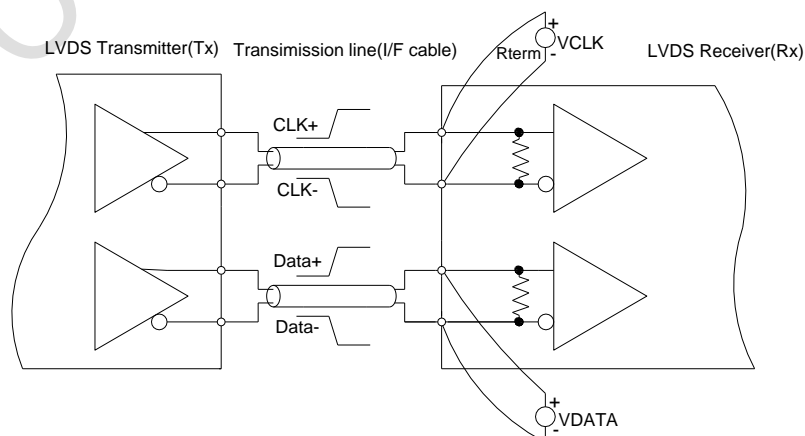 LVDS Transmitter(Tx)
Transimission line(I/F cable)
+
VCLK
-
Rterm
LVDS Receiver(Rx)
CLK+
CLK-
Data+
Data-
+
VDATA
-